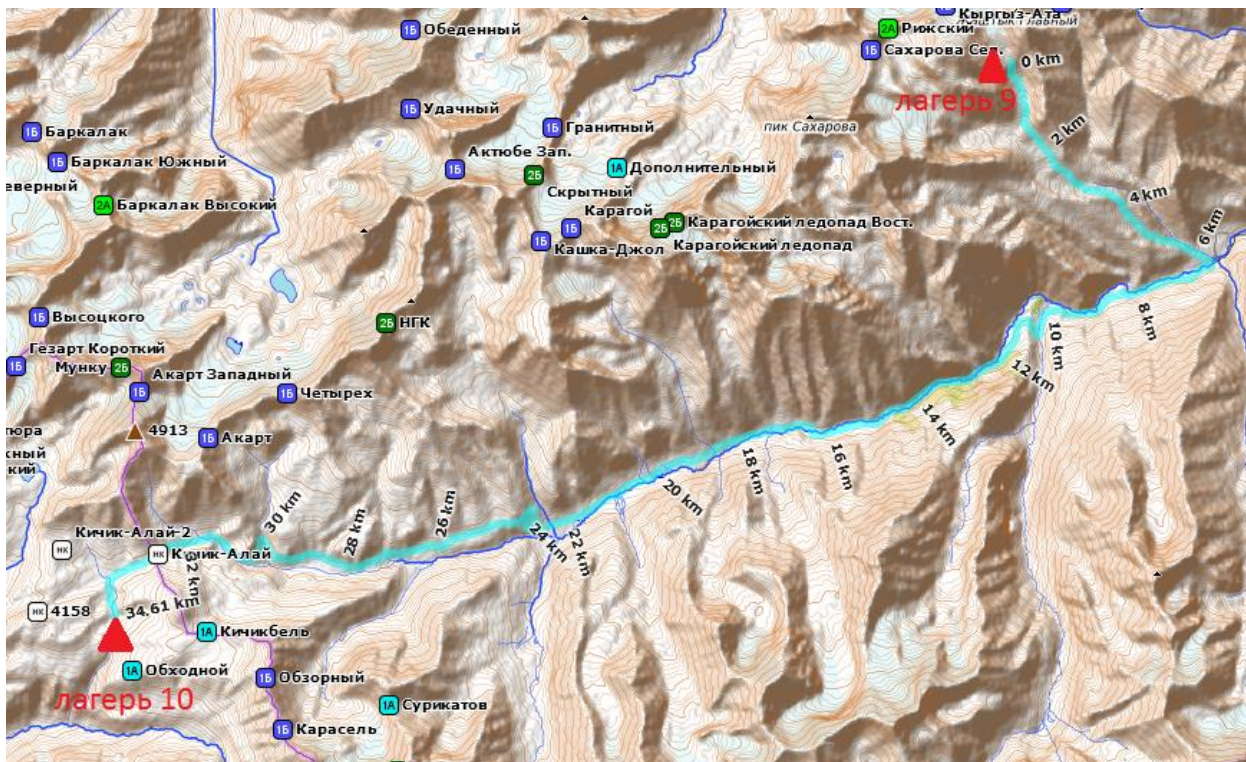 Кыргыз-Ата
2А Рижский
1Б Обеденный
1Б Сахарова Сев.
0 km
лагерь 9
1Б Удачный
1Б Гранитный
пик Сахарова
2 km
1Б Баркалак
Актюбе Зап.
1Б
1Б Баркалак Южный
1А Дополнительный
2Б
Скрытный
еверный
4 km
2А Баркалак Высокий
Карагой
1Б
2Б
2Б Карагойский ледопад Вост.
6 km
1Б Кашка-Джол
Карагойский ледопад
8 km
1Б Высоцкого
2Б НГК
10 km
Гезарт Короткий
1Б
Мунку 2Б
Акарт Западный
12 km
1Б
1Б Четырех
14 km
4913
тюра
1Б Акарт
жный
кий
16 km
18 km
20 km
22 km
24 km
26 km
28 km
30 km
Кичик-Алай-2
нк
нк Кичик-Алай
32 km
нк 4158
34.61 km
1А Кичикбель
1А Обходной
1Б Обзорный
лагерь 10
1А Сурикатов
1Б Карасель